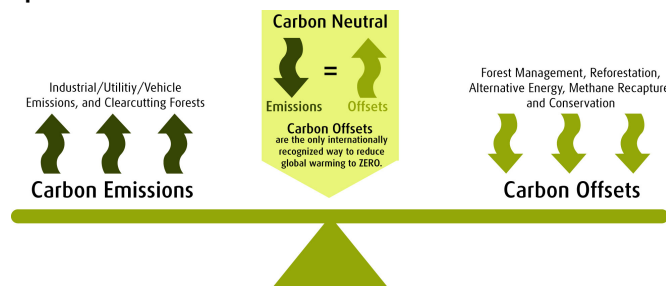 Carbon Neutral
=
Emissions
Offsets
Carbon Offsets
are the only internationally
recognized way to reduce
global warming to ZERO.
Industrial/Utilitiy/Vehicle
Emissions, and Clearcutting Forests
Carbon Emissions
Forest Management, Reforestation,
Alternative Energy, Methane Recapture
and Conservation
Carbon Offsets